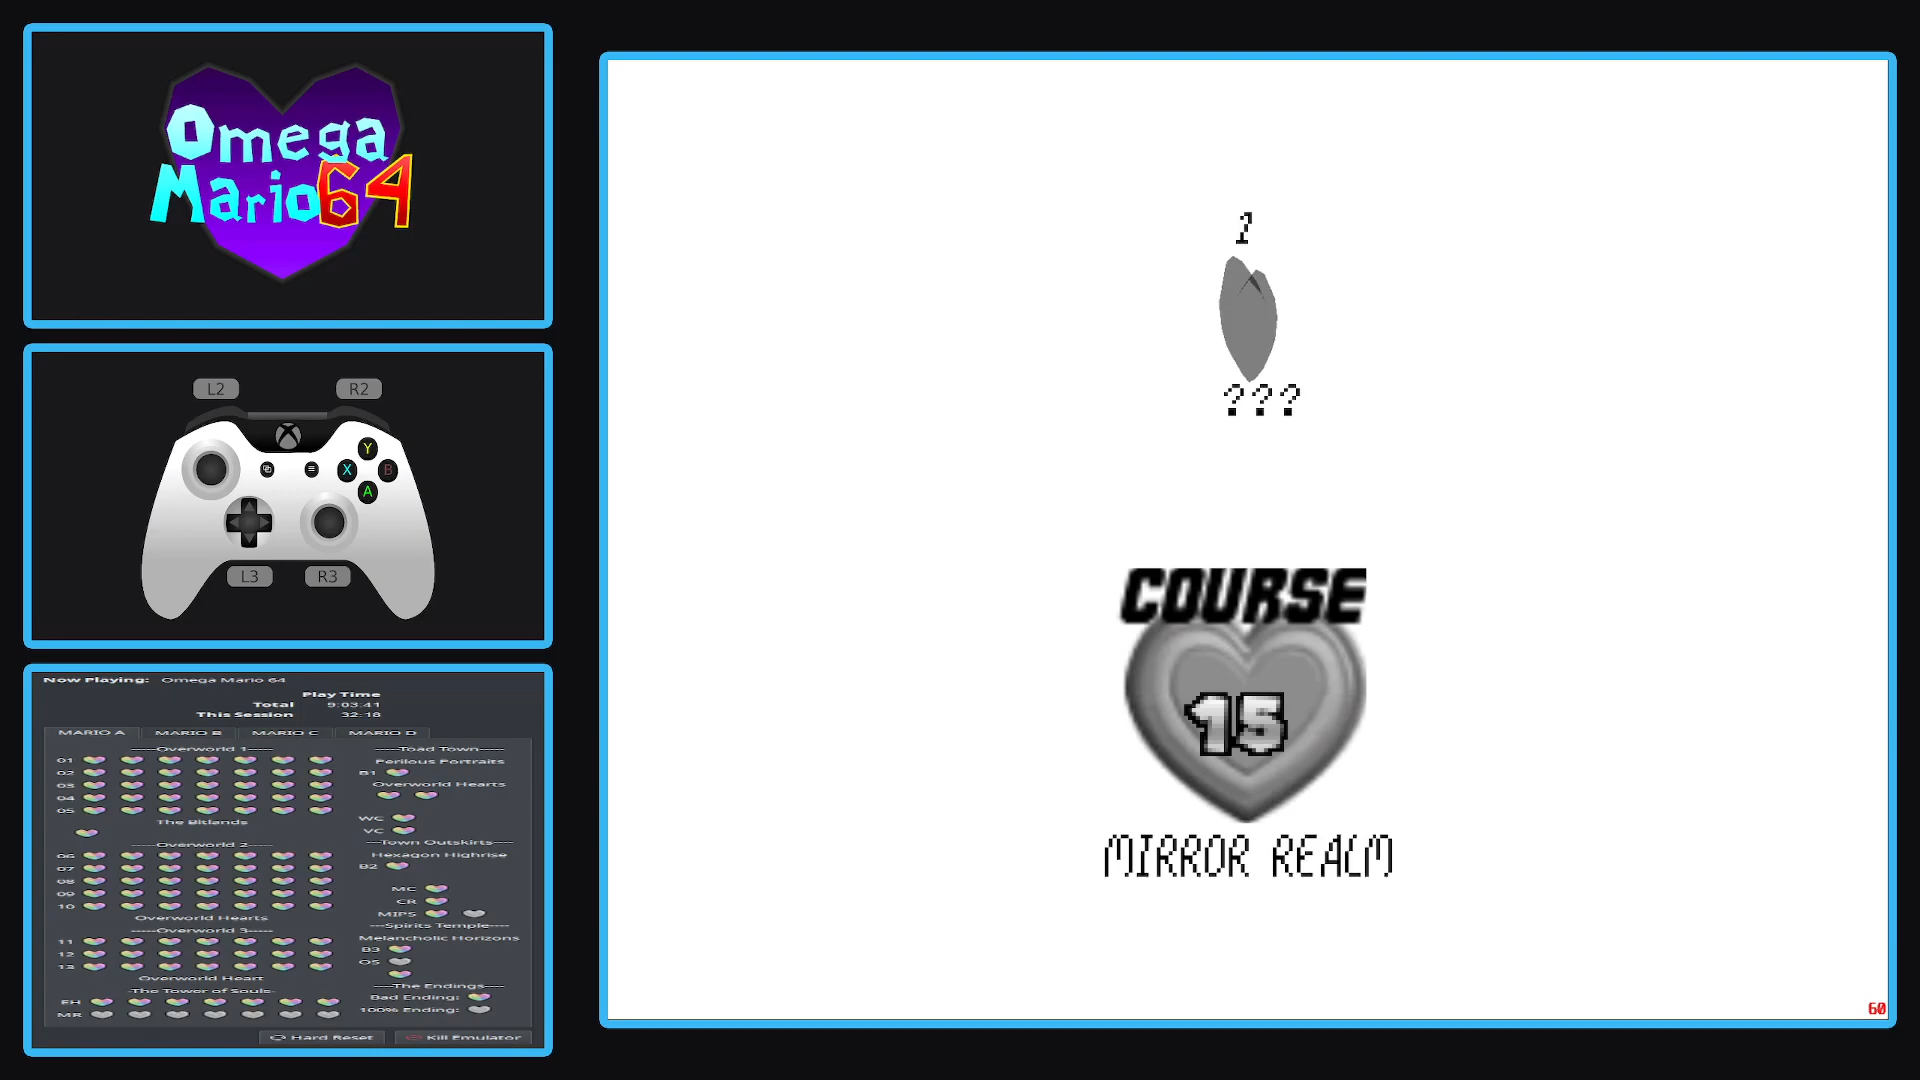 Omega
Mario64
L2
R2
Y
X
B
A
L3
R3
Now Playing: Omega Mario 64
Play Time
Total 9:03:41
This Session 32:18
MARIO A MARIO B MARIO C MARIO D
----Overworld 1----
01
02
03
04
05
The Bitlands
----Overworld 2----
06
07
08
09
10
Overworld Hearts
----Overworld 3----
11
12
13
Overworld Heart
-The Tower of Souls-
EH
MR
----Toad Town----
Perilous Portraits
B1
Overworld Hearts
WC
VC
---Town Outskirts---
Hexagon Highrise
B2
MC
CR
MIPS
---Spirits Temple---
Melancholic Horizons
B3
OS
----The Endings----
Bad Ending:
100% Ending:
Hard Reset
Kill Emulator
1
???
COURSE
15
MIRROR REALM
60